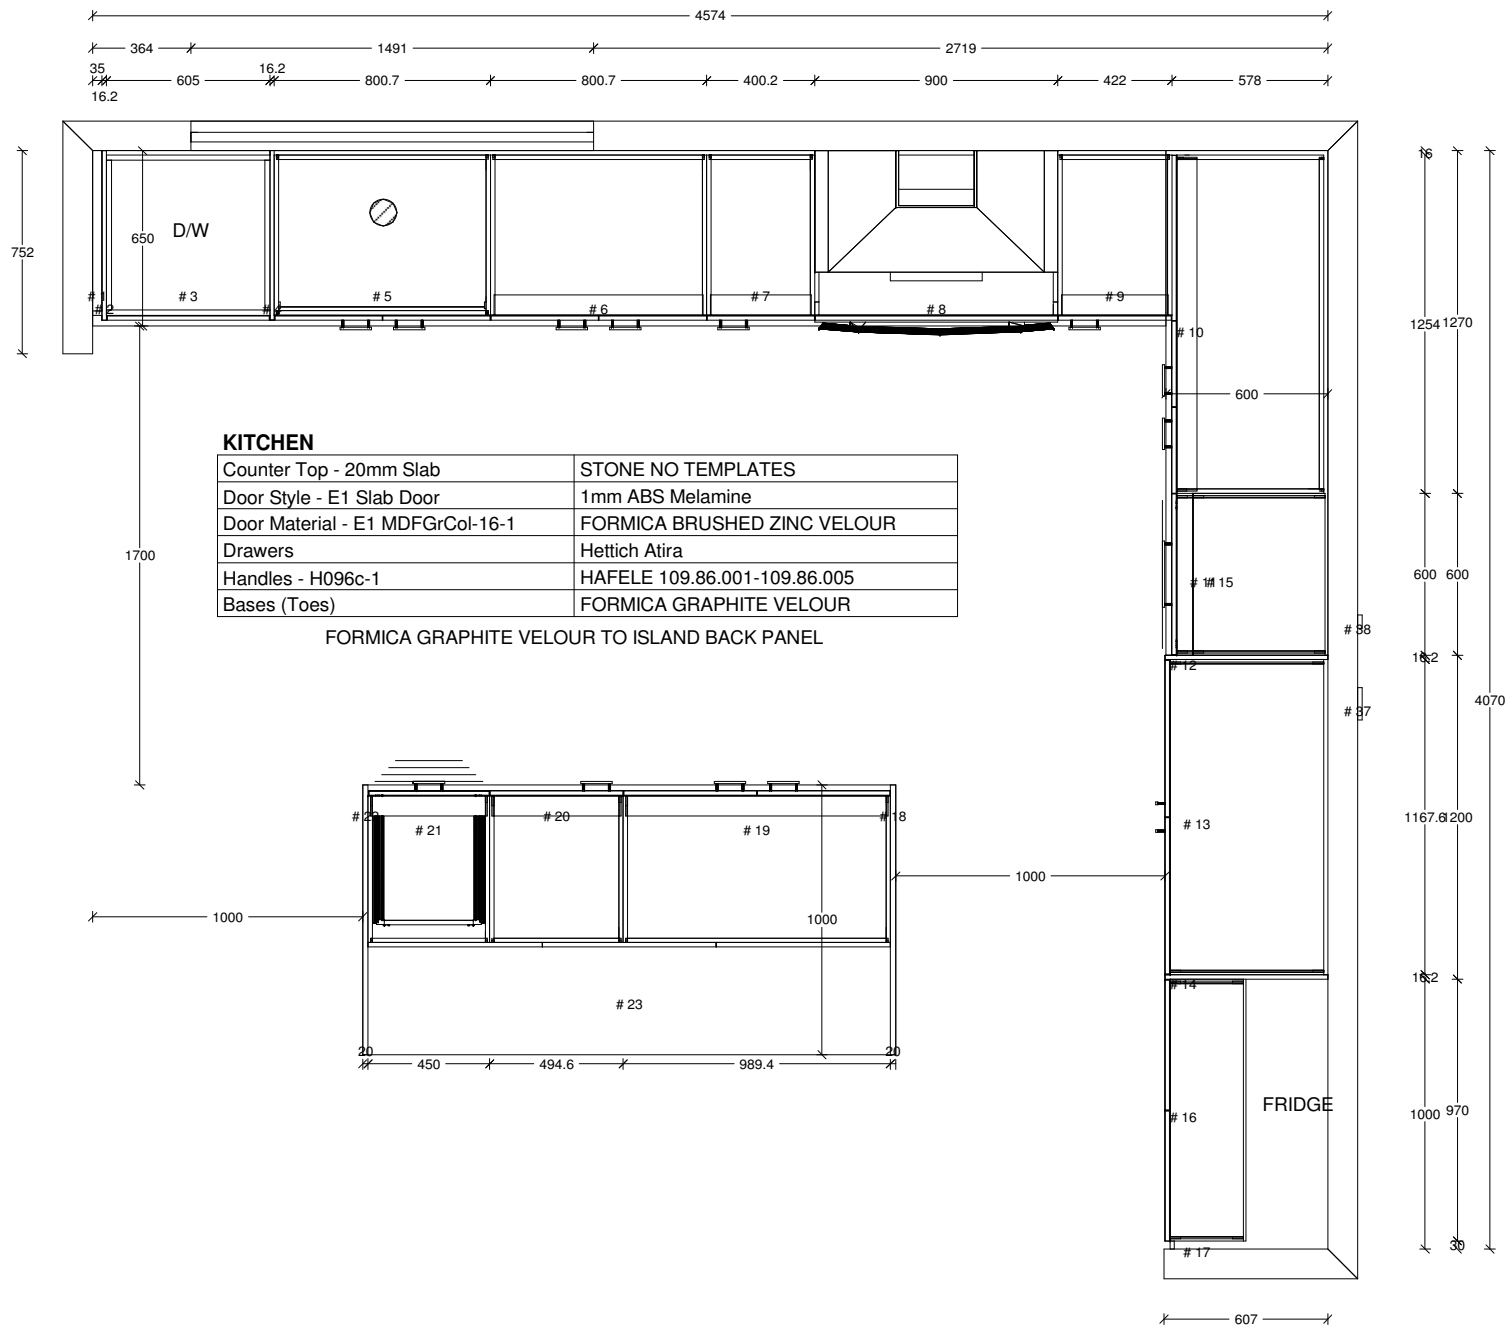 4574
364 1491 2719
35 16.2
605 800.7 800.7 400.2 900 422 578
16.2
16
D/W
650
752
# 1 # 3 # 5 # 7 # 9
# 2 # 6 # 8
# 10
1254 1270
600
KITCHEN
Counter Top - 20mm Slab STONE NO TEMPLATES
Door Style - E1 Slab Door 1mm ABS Melamine
Door Material - E1 MDFGrCol-16-1 FORMICA BRUSHED ZINC VELOUR
Drawers Hettich Atira
Handles - H096c-1 HAFELE 109.86.001-109.86.005
Bases (Toes) FORMICA GRAPHITE VELOUR
FORMICA GRAPHITE VELOUR TO ISLAND BACK PANEL
1700
# 11 # 15
600 600
# 38
16.2
# 12
4070
# 37
# 20 # 18
# 21 # 19
# 13
1167.6 1200
1000
1000
1000
16.2
# 14
# 23
20 20
450 494.6 989.4
FRIDGE
# 16
1000 970
30
# 17
607